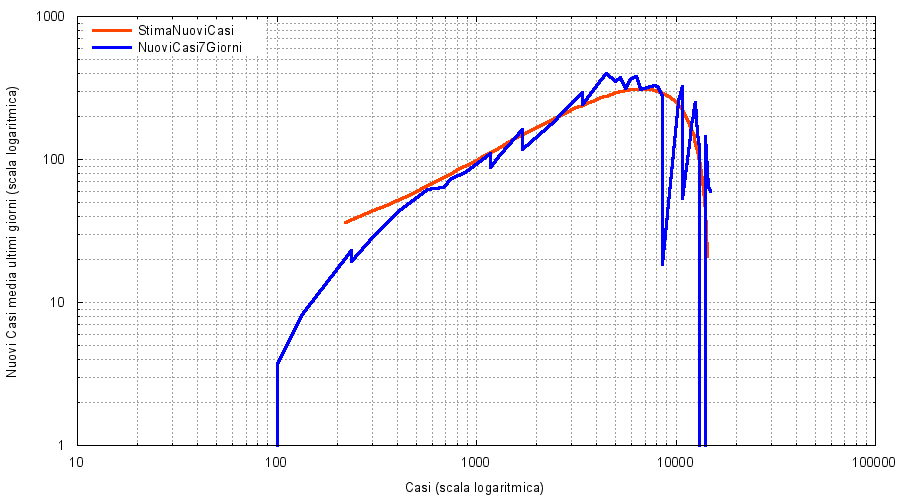 1000
StimaNuoviCasi
NuoviCasi7Giorni
100
Nuovi Casi media ultimi giorni (scala logaritmica)
10
1
10 100 1000 10000 100000
Casi (scala logaritmica)